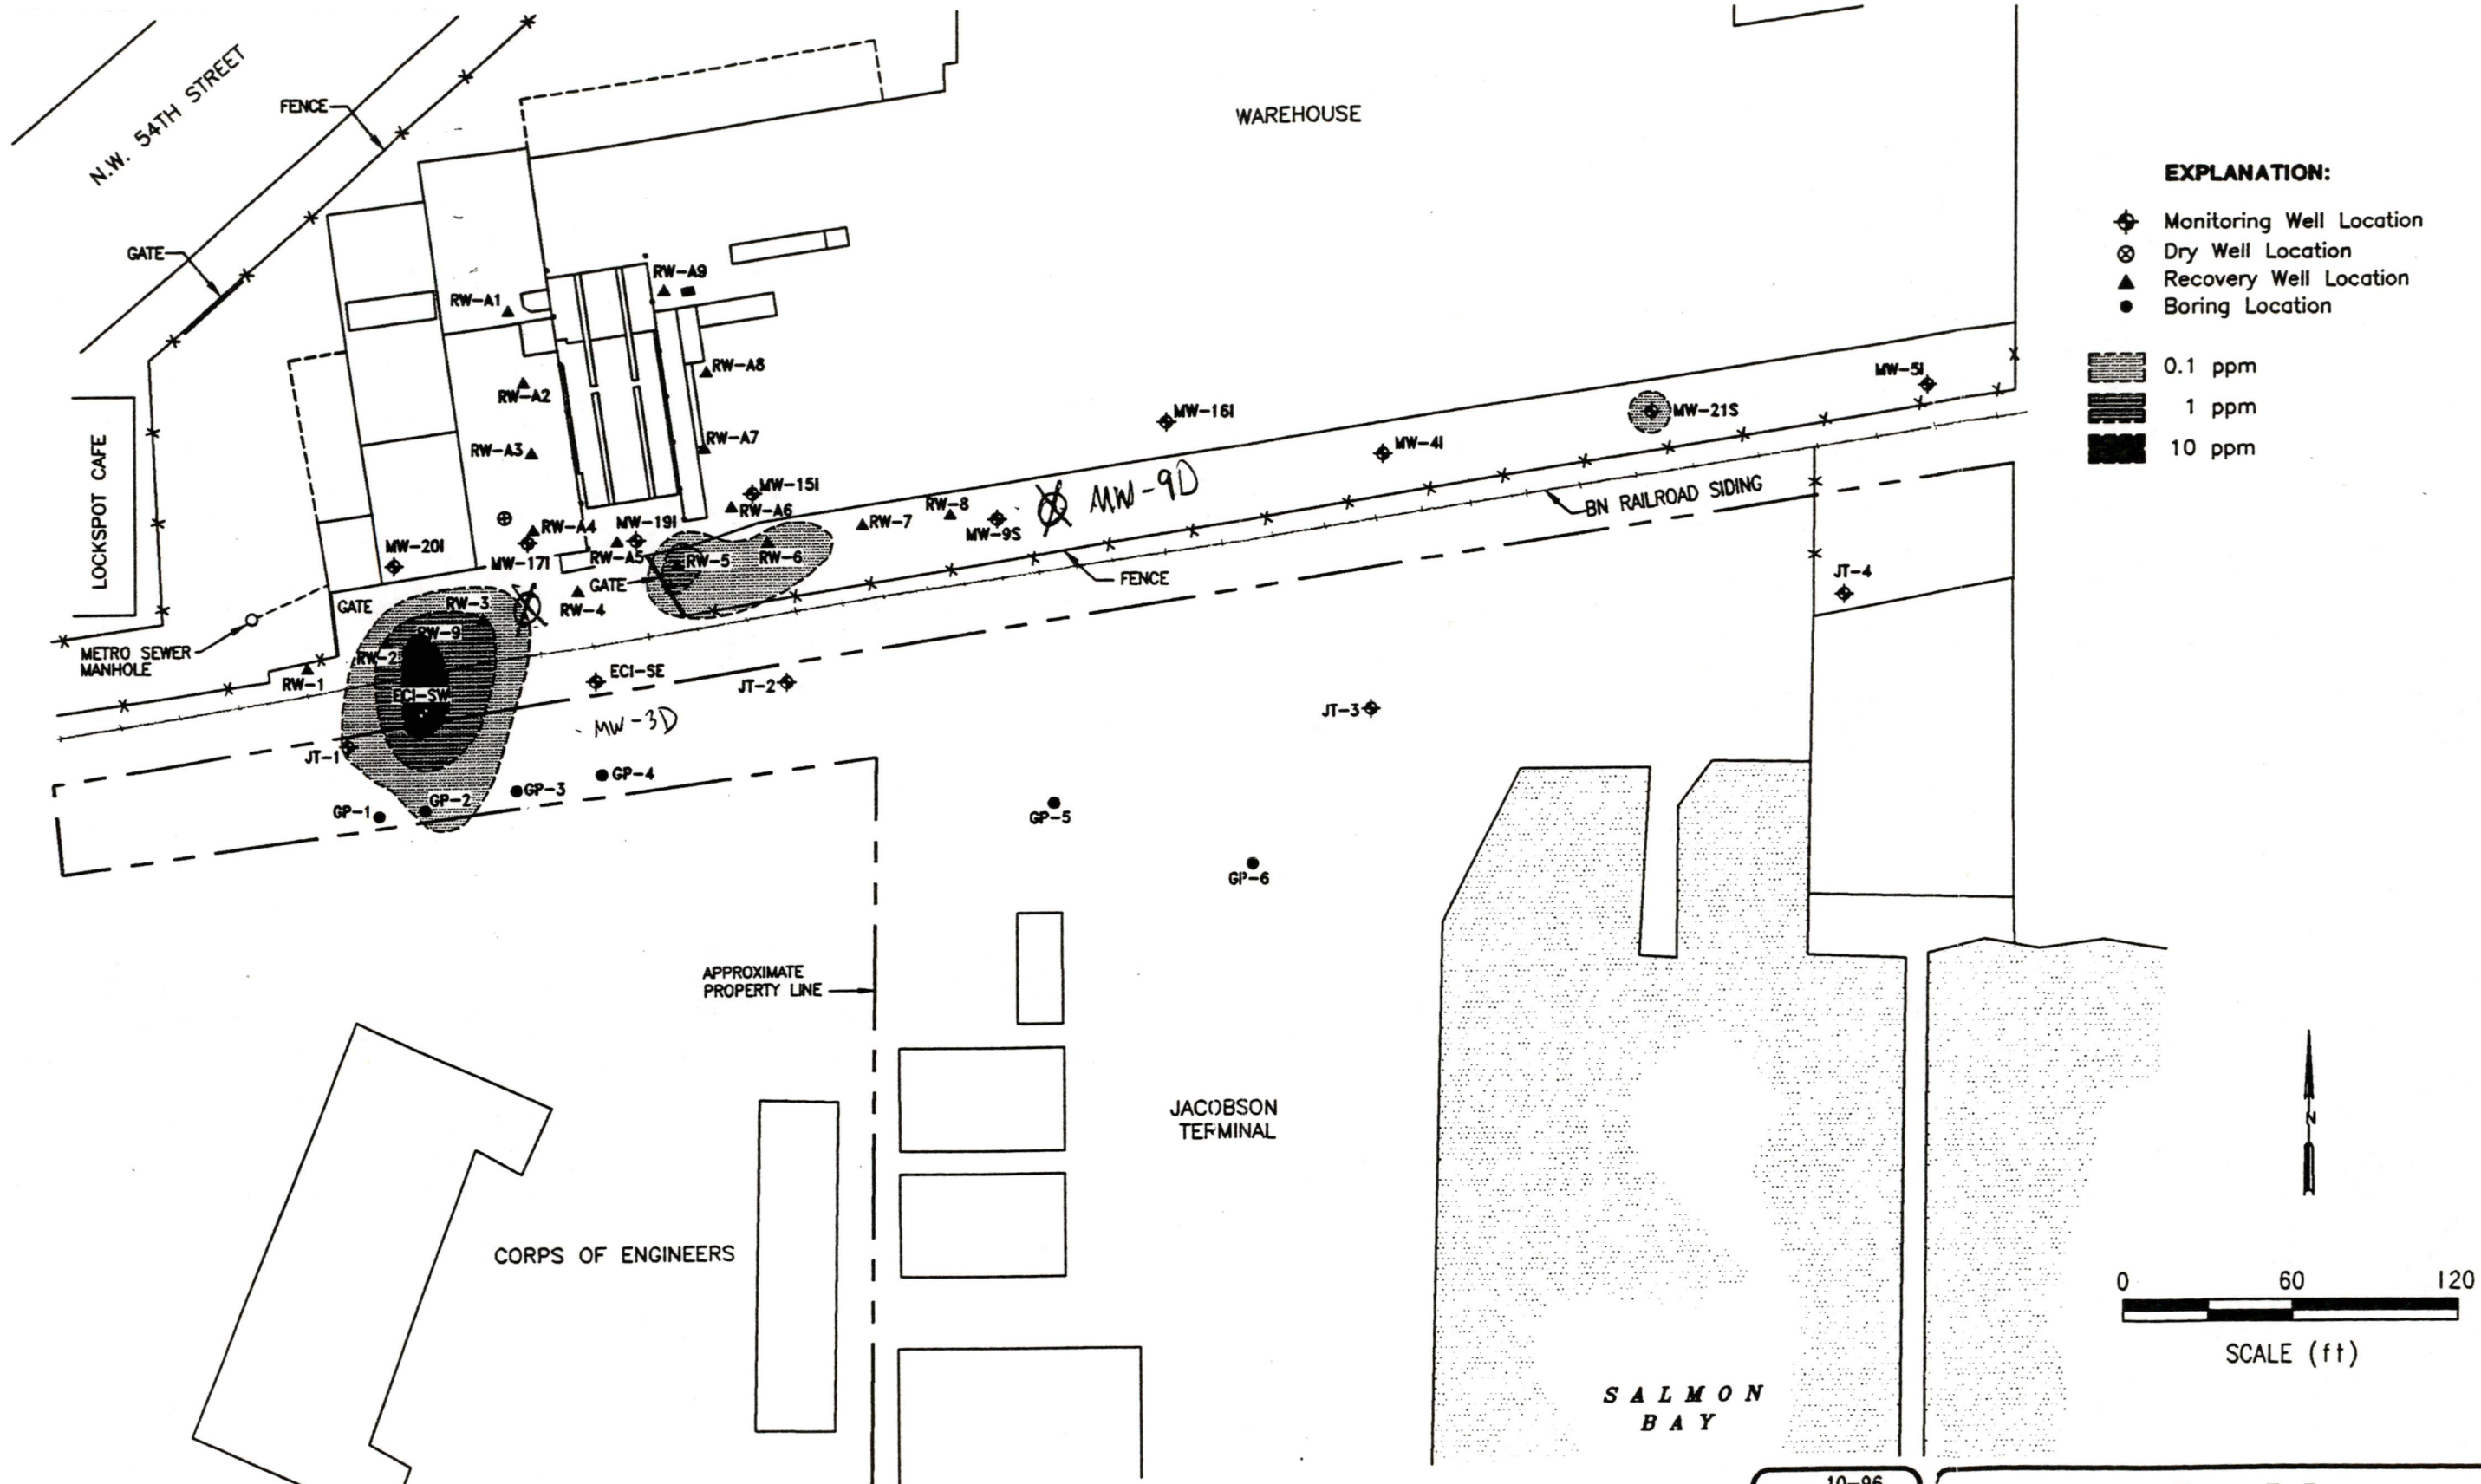 N.W. 54TH STREET
FENCE
WAREHOUSE
EXPLANATION:
Monitoring Well Location
Dry Well Location
Recovery Well Location
Boring Location
0.1 ppm
1 ppm
10 ppm
GATE
RW-A9
RW-A1
RW-A8
RW-A2
MW-5I
MW-16I
MW-21S
RW-A7
MW-4I
RW-A3
LOCKSPOT CAFE
MW-15I
MW-9D
BN RAILROAD SIDING
RW-A6
RW-8
RW-7
MW-9S
RW-A4
MW-19I
MW-20I
MW-17I
RW-A5
RW-5
RW-6
GATE
FENCE
JT-4
GATE
RW-3
RW-4
RW-9
METRO SEWER
MANHOLE
RW-2
RW-1
ECI-SW
ECI-SE
JT-2
JT-3
MW-3D
JT-1
GP-4
GP-3
GP-2
GP-1
GP-5
GP-6
APPROXIMATE
PROPERTY LINE
JACOBSON
TERMINAL
N
CORPS OF ENGINEERS
0 60 120
SCALE (ft)
SALMON
BAY
10-96